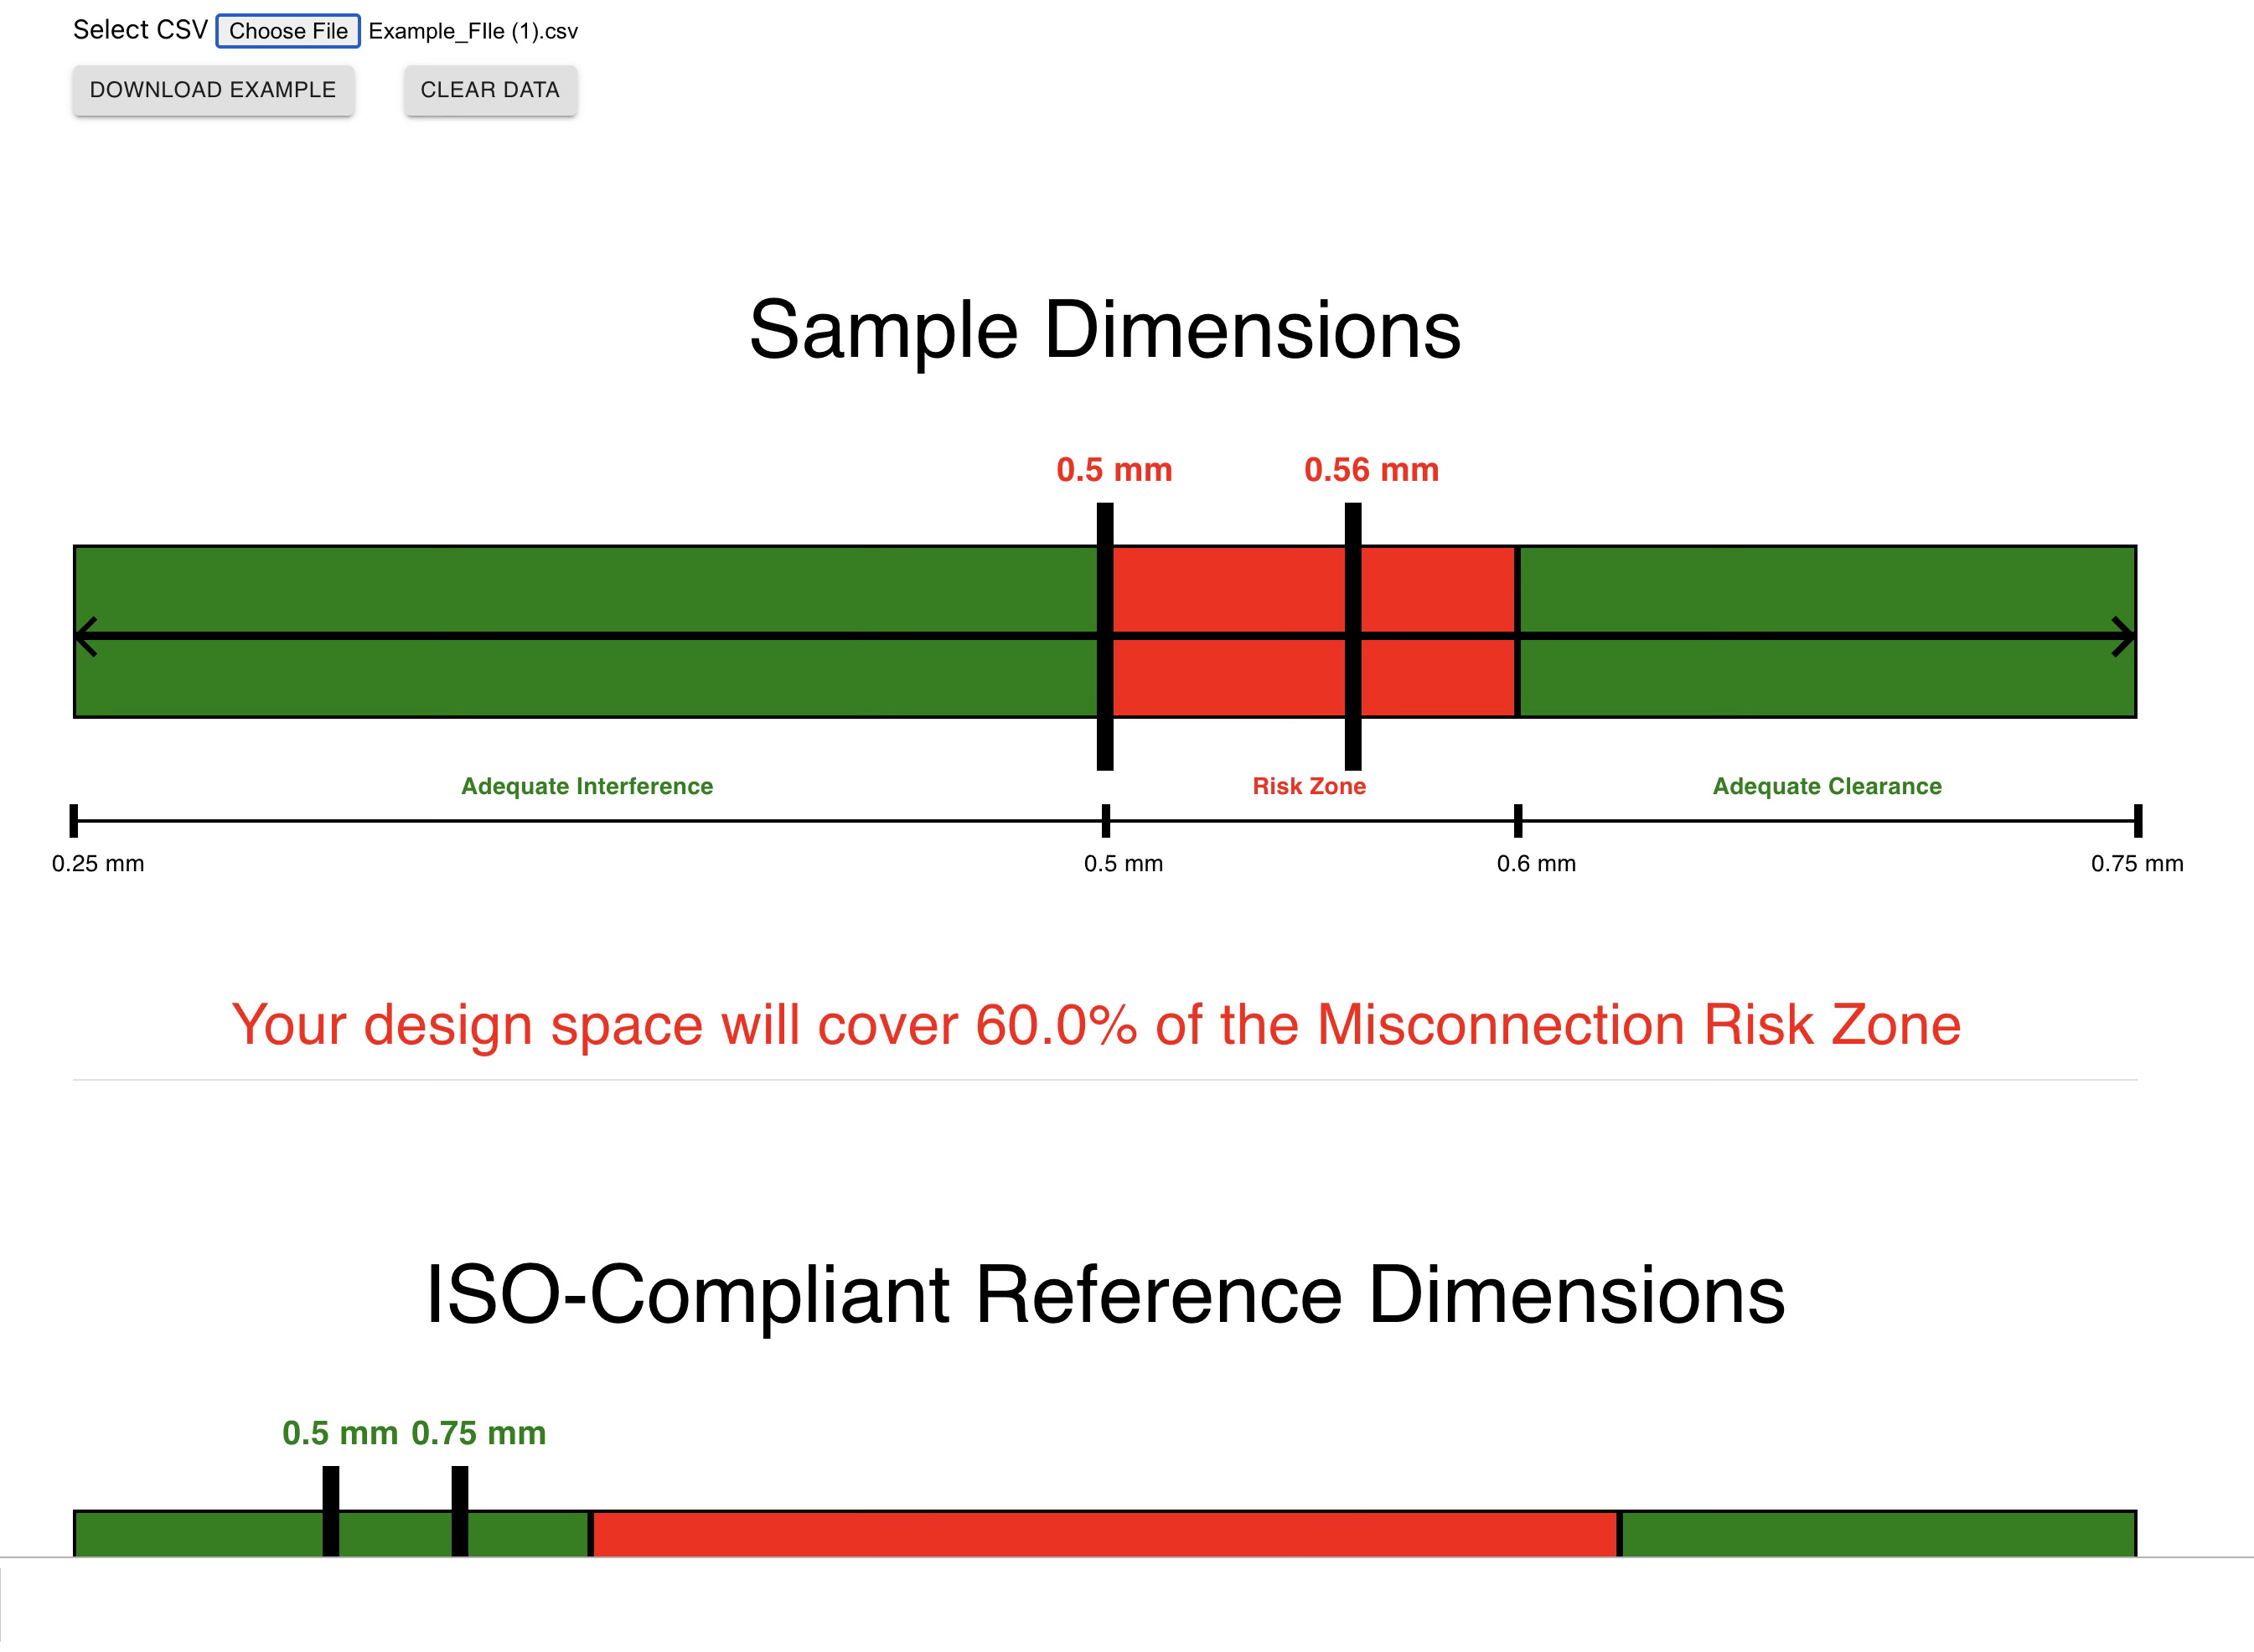 Select CSV Choose File Example_FIle (1).csv
DOWNLOAD EXAMPLE CLEAR DATA
Sample Dimensions
0.5 mm 0.56 mm
Adequate Interference Risk Zone Adequate Clearance
0.25 mm 0.5 mm 0.6 mm 0.75 mm
Your design space will cover 60.0% of the Misconnection Risk Zone
ISO-Compliant Reference Dimensions
0.5 mm 0.75 mm